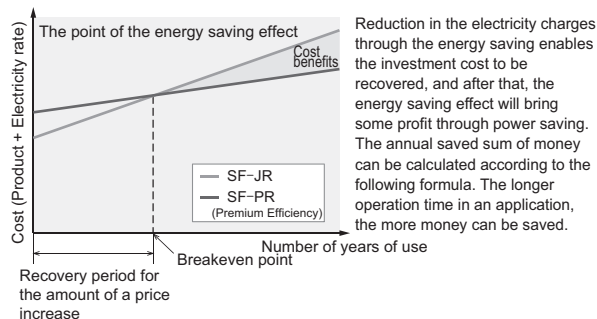 The point of the energy saving effect
Cost (Product + Electricity rate)
Cost
benefits
SF-JR
SF-PR
(Premium Efficiency)
Number of years of use
Breakeven point
Recovery period for
the amount of a price
increase
Reduction in the electricity charges
through the energy saving enables
the investment cost to be
recovered, and after that, the
energy saving effect will bring
some profit through power saving.
The annual saved sum of money
can be calculated according to the
following formula. The longer
operation time in an application,
the more money can be saved.